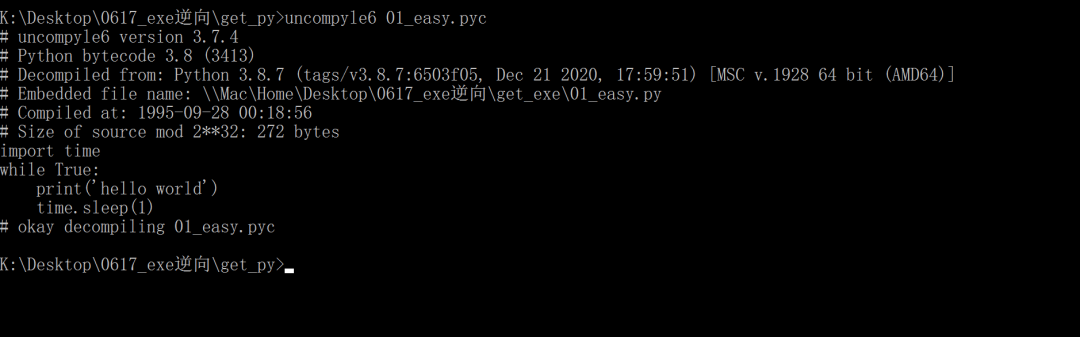 K:\Desktop\0617_exe逆向\get_py>uncompyle6 01_easy.pyc
# uncompyle6 version 3.7.4
# Python bytecode 3.8 (3413)
# Decompiled from: Python 3.8.7 (tags/v3.8.7:6503f05, Dec 21 2020, 17:59:51) [MSC v.1928 64 bit (AMD64)]
# Embedded file name: \\Mac\Home\Desktop\0617_exe逆向\get_exe\01_easy.py
# Compiled at: 1995-09-28 00:18:56
# Size of source mod 2**32: 272 bytes
import time
while True:
    print('hello world')
    time.sleep(1)
# okay decompiling 01_easy.pyc
K:\Desktop\0617_exe逆向\get_py>